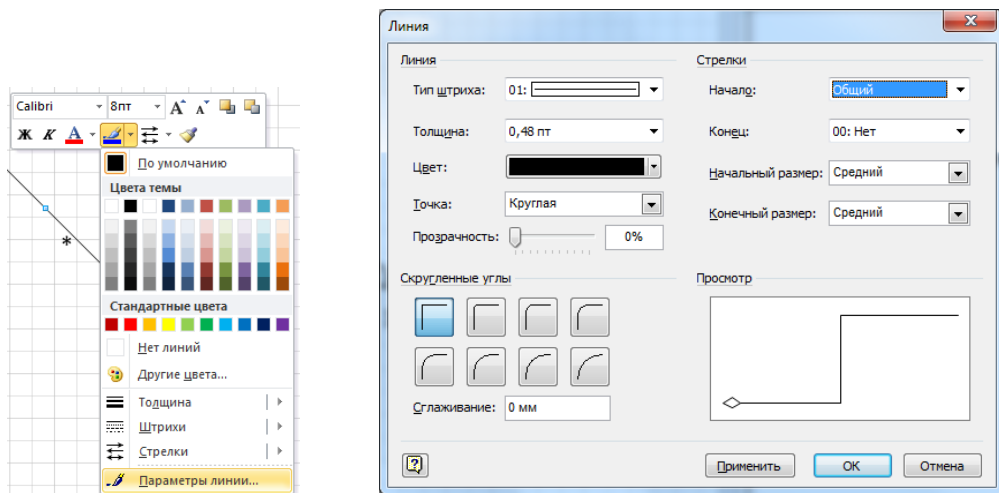 Calibri 8пт А А
Ж К А
По умолчанию
Цвета темы
*
Стандартные цвета
Нет линий
Другие цвета...
Толщина
Штрихи
Стрелки
Параметры линии...
Линия
Линия
Тип штриха: 01:
Толщина: 0,48 пт
Цвет:
Точка: Круглая
Прозрачность: 0%
Стрелки
Начало: Общий
Конец: 00: Нет
Начальный размер: Средний
Конечный размер: Средний
Скругленные углы
Сглаживание: 0 мм
Просмотр
?
Применить ОК Отмена